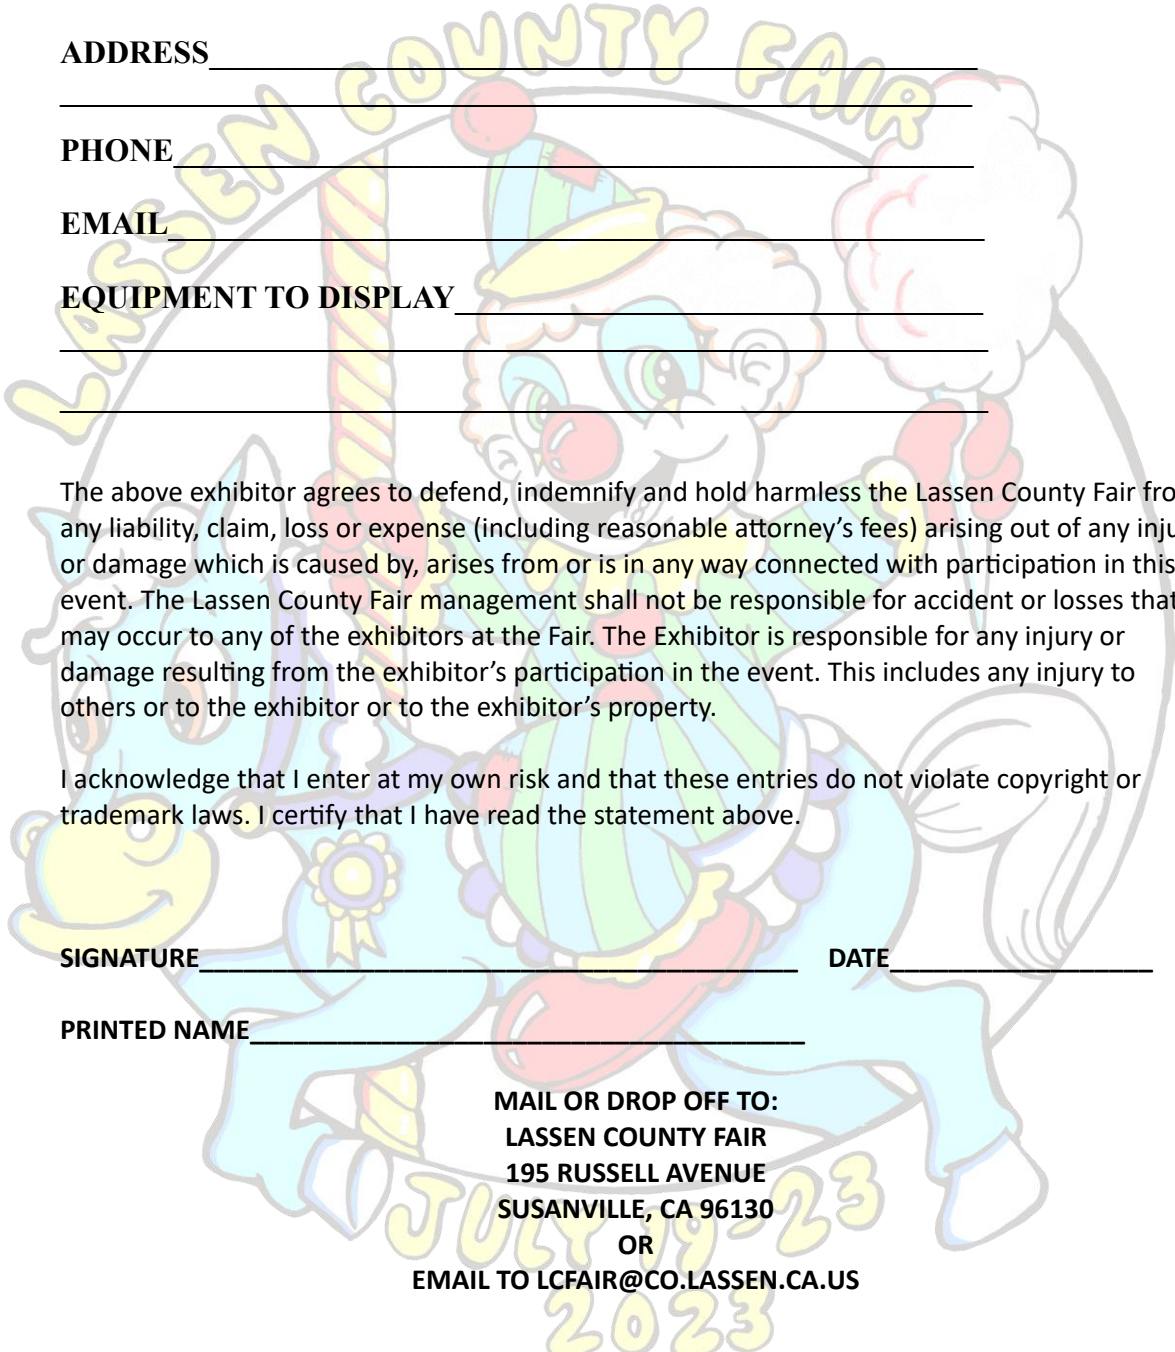 LASSEN COUNTY FAIR
ADDRESS
PHONE
EMAIL
EQUIPMENT TO DISPLAY
The above exhibitor agrees to defend, indemnify and hold harmless the Lassen County Fair fro
any liability, claim, loss or expense (including reasonable attorney’s fees) arising out of any inju
or damage which is caused by, arises from or is in any way connected with participation in this
event. The Lassen County Fair management shall not be responsible for accident or losses that
may occur to any of the exhibitors at the Fair. The Exhibitor is responsible for any injury or
damage resulting from the exhibitor’s participation in the event. This includes any injury to
others or to the exhibitor or to the exhibitor’s property.
I acknowledge that I enter at my own risk and that these entries do not violate copyright or
trademark laws. I certify that I have read the statement above.
SIGNATURE DATE
PRINTED NAME
MAIL OR DROP OFF TO:
LASSEN COUNTY FAIR
195 RUSSELL AVENUE
SUSANVILLE, CA 96130
OR
EMAIL TO LCFAIR@CO.LASSEN.CA.US
JULY 19-23
2023